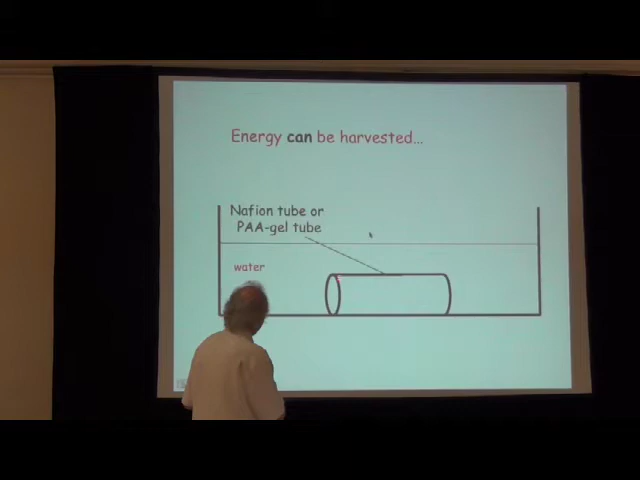 Energy can be harvested...
Nafion tube or
PAA-gel tube
water